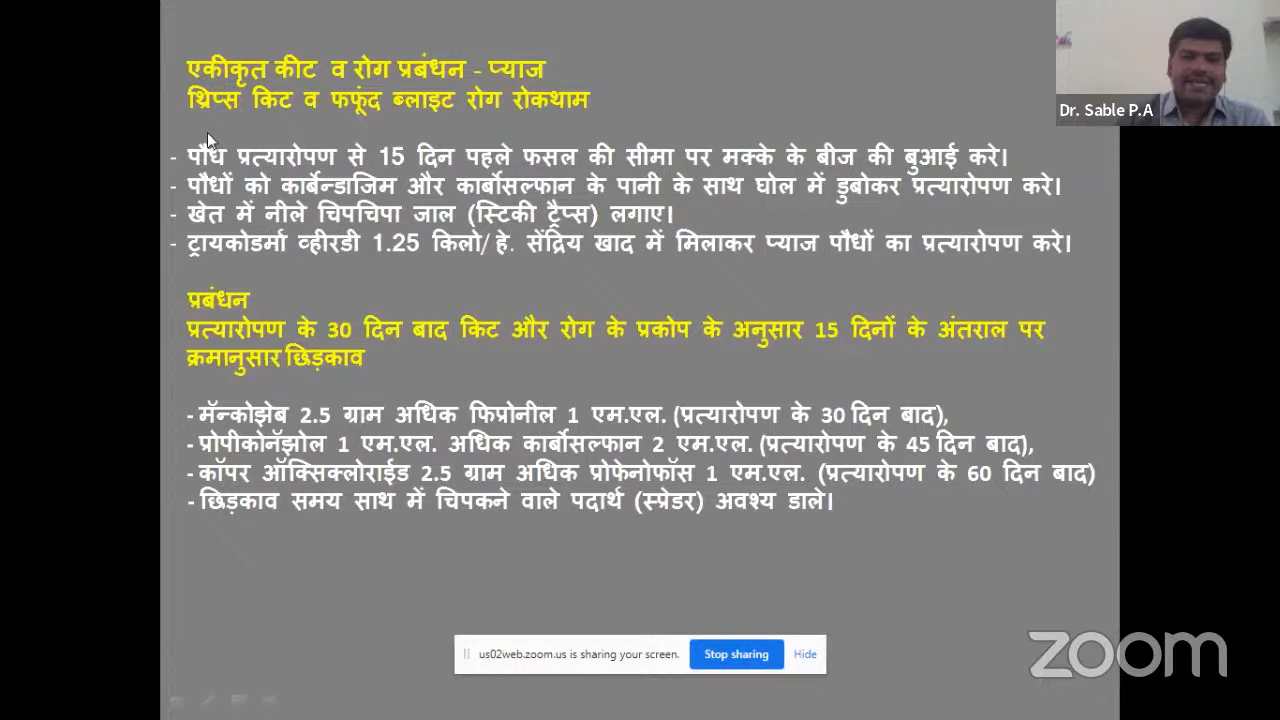 एकीकृत कीट व रोग प्रबंधन - प्याज
थ्रिप्स किट व फफूंद ब्लाइट रोग रोकथाम
Dr. Sable P.A
- पौध प्रत्यारोपण से 15 दिन पहले फसल की सीमा पर मक्के के बीज की बुआई करे।
- पौधों को कार्बेन्डाजिम और कार्बोसल्फान के पानी के साथ घोल में डुबोकर प्रत्यारोपण करे।
- खेत में नीले चिपचिपा जाल (स्टिकी ट्रैप्स) लगाए।
- ट्रायकोडर्मा व्हीरडी 1.25 किलो/ हे. सेंद्रिय खाद में मिलाकर प्याज पौधों का प्रत्यारोपण करे।
प्रबंधन
प्रत्यारोपण के 30 दिन बाद किट और रोग के प्रकोप के अनुसार 15 दिनों के अंतराल पर
क्रमानुसार छिड़काव
- मॅन्कोझेब 2.5 ग्राम अधिक फिप्रोनील 1 एम.एल. (प्रत्यारोपण के 30 दिन बाद),
- प्रोपीकोनॅझोल 1 एम.एल. अधिक कार्बोसल्फान 2 एम.एल. (प्रत्यारोपण के 45 दिन बाद),
- कॉपर ऑक्सिक्लोराईड 2.5 ग्राम अधिक प्रोफेनोफॉस 1 एम.एल. (प्रत्यारोपण के 60 दिन बाद)
- छिड़काव समय साथ में चिपकने वाले पदार्थ (स्प्रेडर) अवश्य डाले।
us02web.zoom.us is sharing your screen. Stop sharing Hide
zoom